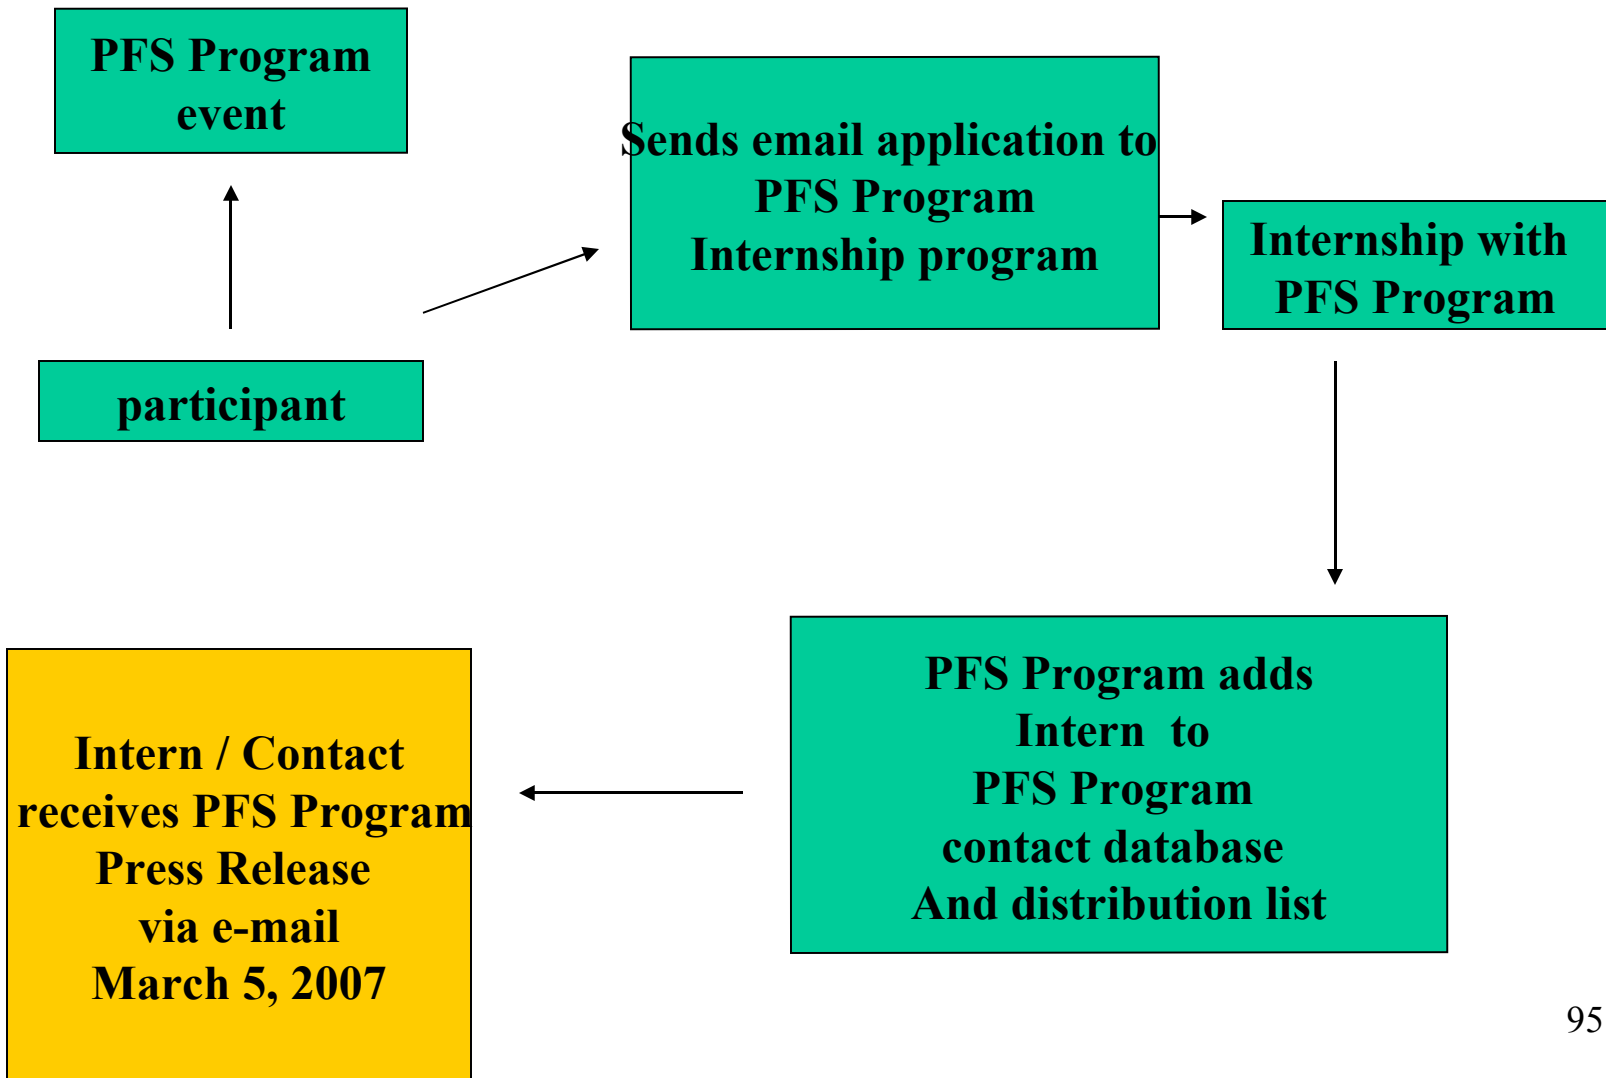 PFS Program
event
Sends email application to
PFS Program
Internship program
Internship with
PFS Program
participant
PFS Program adds
Intern to
PFS Program
contact database
And distribution list
Intern / Contact
receives PFS Program
Press Release
via e-mail
March 5, 2007
95